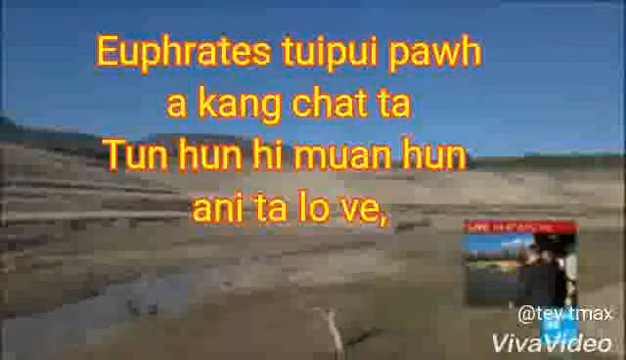 Euphrates tuipui pawh
a kang chat ta
Tun hun hi muan hun
ani ta lo ve,
@tey tmax
VivaVideo